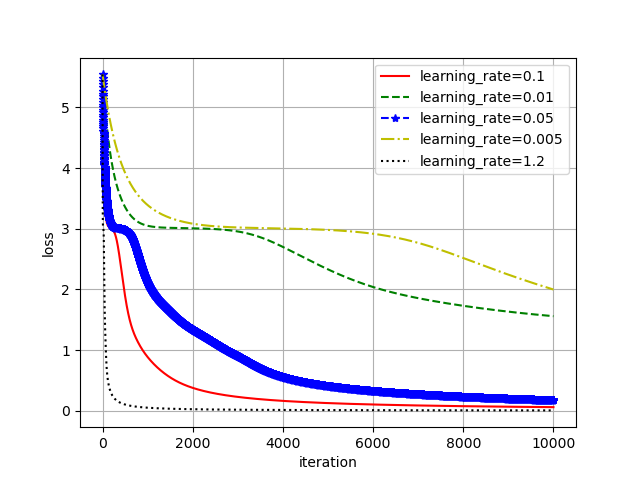 learning_rate=0.1
learning_rate=0.01
learning_rate=0.05
learning_rate=0.005
learning_rate=1.2
5
4
3
2
1
0
loss
0 2000 4000 6000 8000 10000
iteration